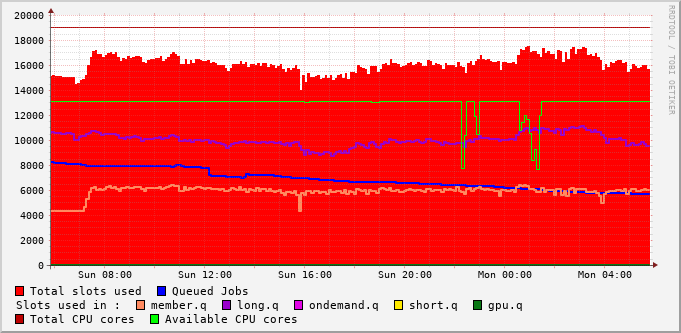 20000
18000
16000
14000
12000
10000
8000
6000
4000
2000
0
Sun 08:00 Sun 12:00 Sun 16:00 Sun 20:00 Mon 00:00 Mon 04:00
Total slots used Queued Jobs
Slots used in : member.q long.q ondemand.q short.q gpu.q
Total CPU cores Available CPU cores
RRDTOOL / TOBI OETIKER